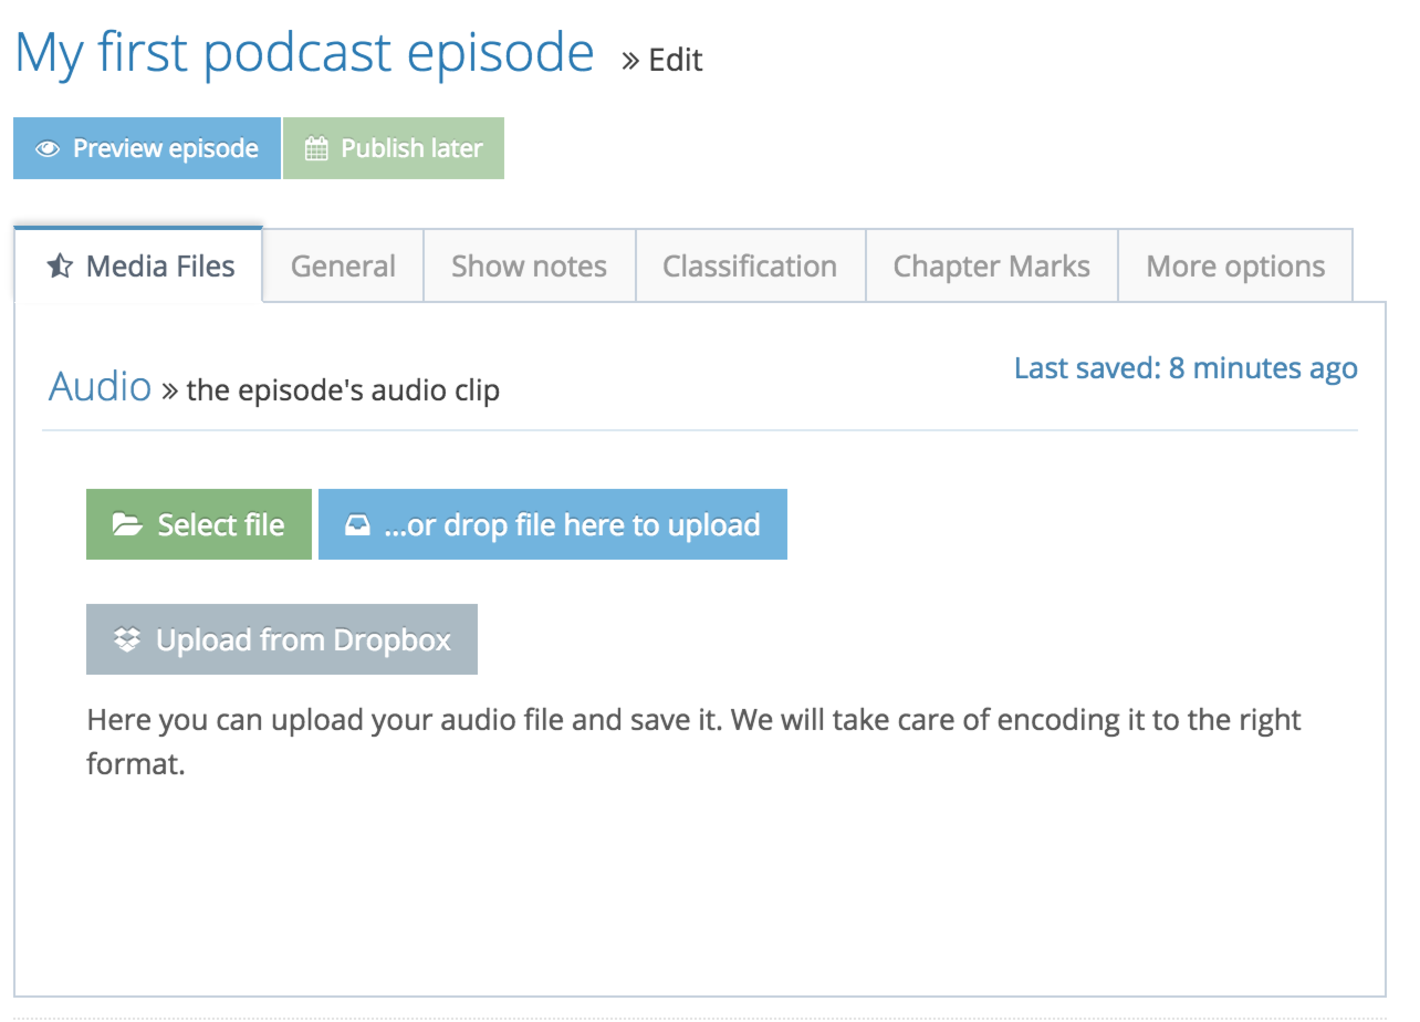 My first podcast episode » Edit
Preview episode Publish later
Media Files General Show notes Classification Chapter Marks More options
Last saved: 8 minutes ago
Audio » the episode's audio clip
Select file ...or drop file here to upload
Upload from Dropbox
Here you can upload your audio file and save it. We will take care of encoding it to the right
format.